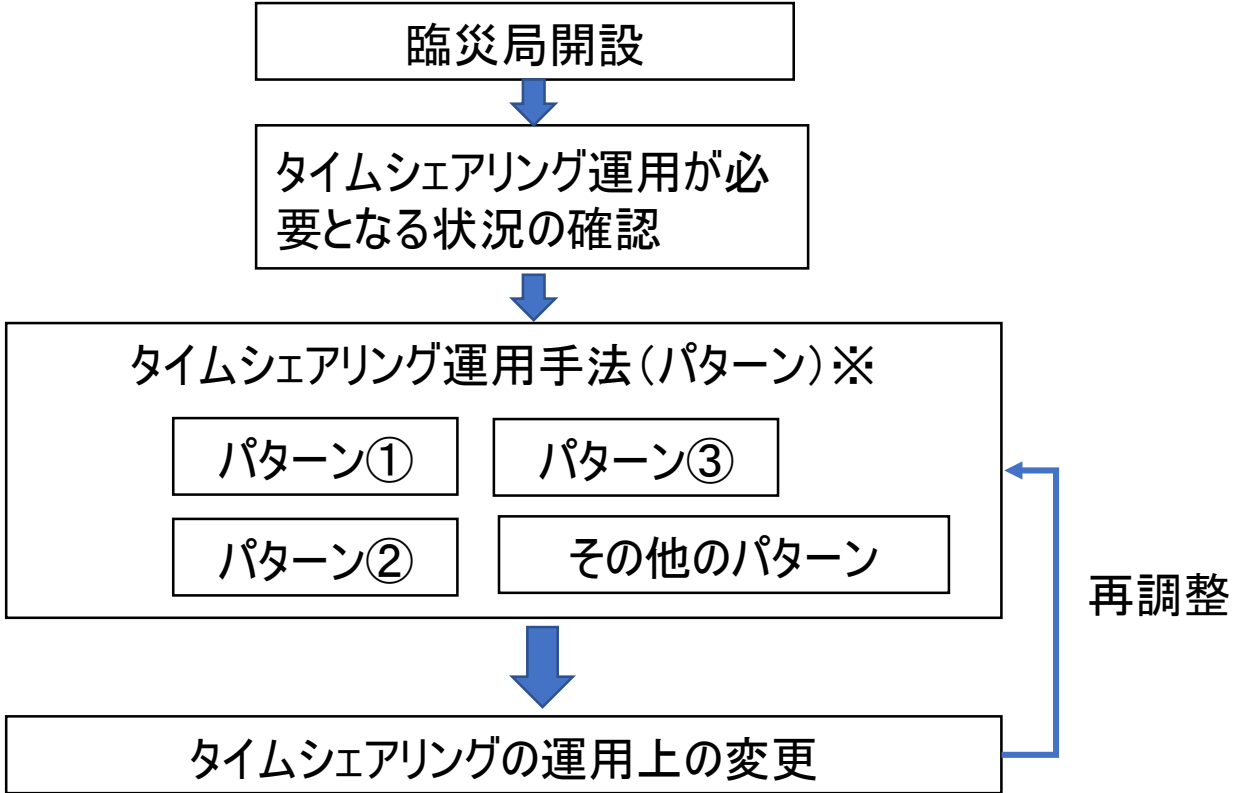 臨災局開設
タイムシェアリング運用が必
要となる状況の確認
タイムシェアリング運用手法（パターン）※
パターン①
パターン③
パターン②
その他のパターン
再調整
タイムシェアリングの運用上の変更